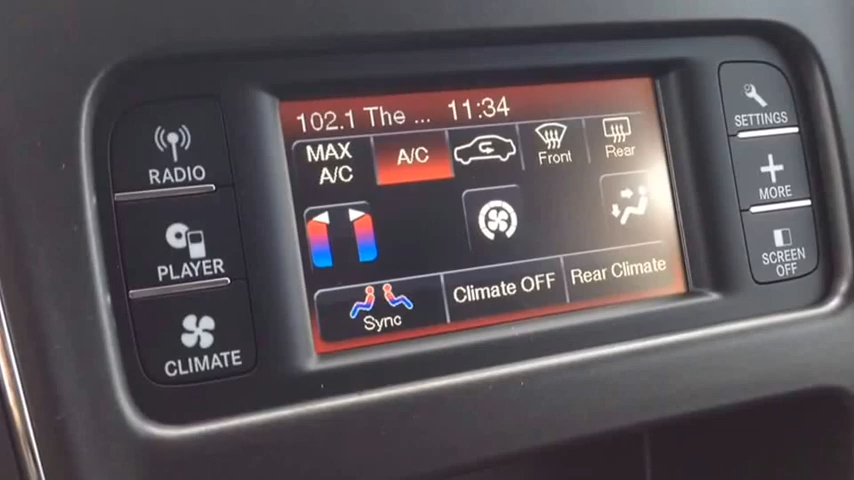 RADIO
PLAYER
CLIMATE
102.1 The ... 11:34
MAX
A/C
A/C
Front
Rear
Sync
Climate OFF
Rear Climate
SETTINGS
MORE
SCREEN
OFF